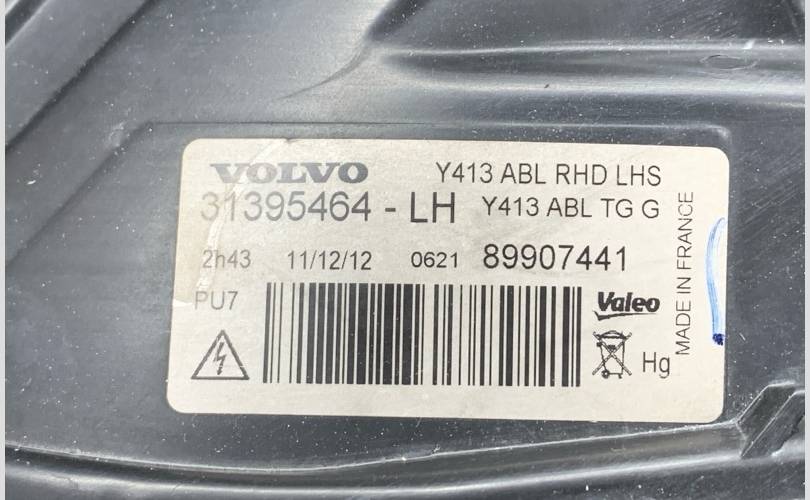 VOLVO Y413 ABL RHD LHS
31395464 - LH Y413 ABL TG G
2h43 11/12/12 0621 89907441
PU7
Valeo
Hg
MADE IN FRANCE